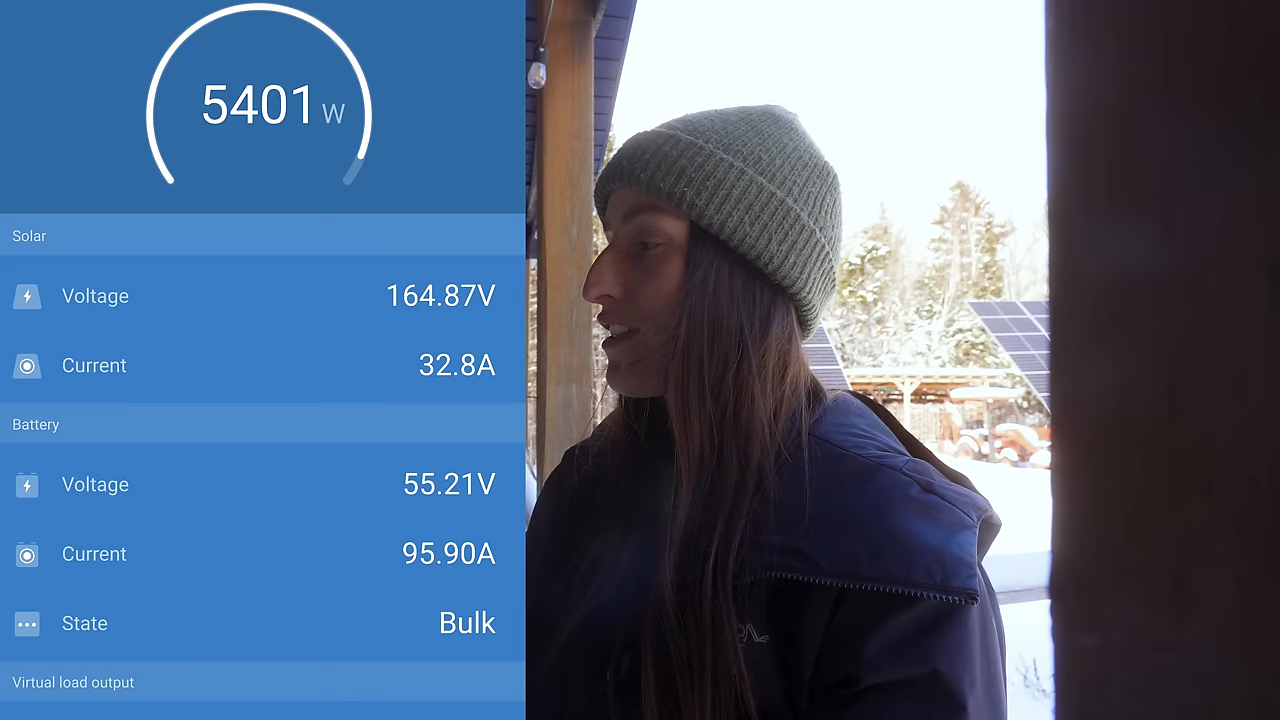 5401 W
Solar
Voltage 164.87V
Current 32.8A
Battery
Voltage 55.21V
Current 95.90A
State Bulk
Virtual load output